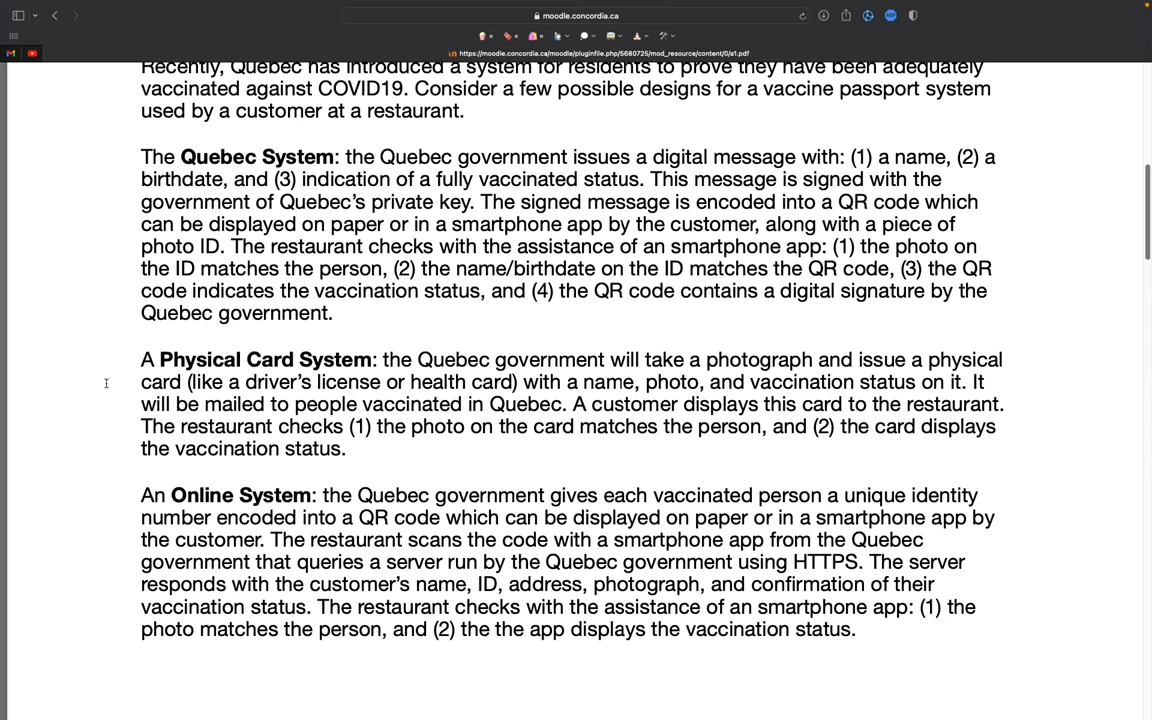 moodle.concordia.ca
https://moodle.concordia.ca/moodle/pluginfile.php/5680725/mod_resource/content/0/a1.pdf
Recently, Quebec has introduced a system for residents to prove they have been adequately
vaccinated against COVID19. Consider a few possible designs for a vaccine passport system
used by a customer at a restaurant.
The Quebec System: the Quebec government issues a digital message with: (1) a name, (2) a
birthdate, and (3) indication of a fully vaccinated status. This message is signed with the
government of Quebec’s private key. The signed message is encoded into a QR code which
can be displayed on paper or in a smartphone app by the customer, along with a piece of
photo ID. The restaurant checks with the assistance of an smartphone app: (1) the photo on
the ID matches the person, (2) the name/birthdate on the ID matches the QR code, (3) the QR
code indicates the vaccination status, and (4) the QR code contains a digital signature by the
Quebec government.
A Physical Card System: the Quebec government will take a photograph and issue a physical
card (like a driver’s license or health card) with a name, photo, and vaccination status on it. It
will be mailed to people vaccinated in Quebec. A customer displays this card to the restaurant.
The restaurant checks (1) the photo on the card matches the person, and (2) the card displays
the vaccination status.
An Online System: the Quebec government gives each vaccinated person a unique identity
number encoded into a QR code which can be displayed on paper or in a smartphone app by
the customer. The restaurant scans the code with a smartphone app from the Quebec
government that queries a server run by the Quebec government using HTTPS. The server
responds with the customer’s name, ID, address, photograph, and confirmation of their
vaccination status. The restaurant checks with the assistance of an smartphone app: (1) the
photo matches the person, and (2) the the app displays the vaccination status.